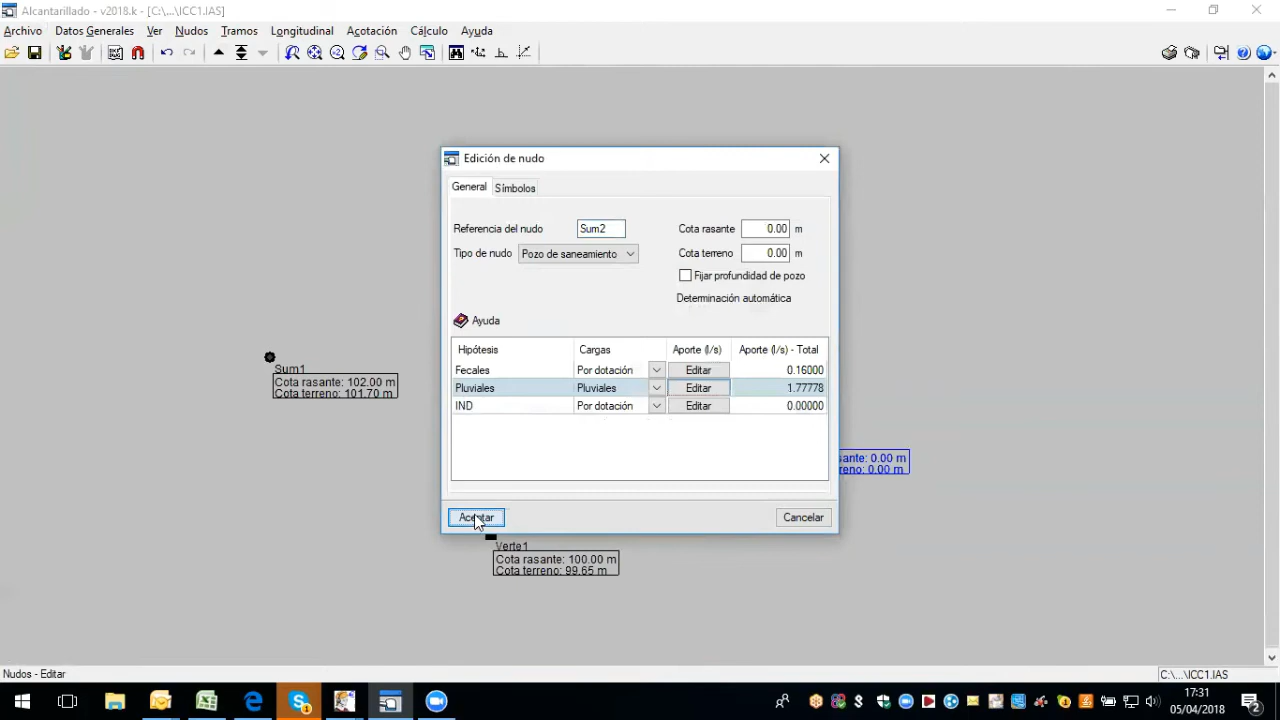 Alcantarillado - v2018.k - [C:\...\ICC1.IAS]
Archivo Datos Generales Ver Nudos Tramos Longitudinal Acotación Cálculo Ayuda
Edición de nudo
General Símbolos
Referencia del nudo Sum2 Cota rasante 0.00 m
Tipo de nudo Pozo de saneamiento Cota terreno 0.00 m
Fijar profundidad de pozo
Determinación automática
Ayuda
Hipótesis Cargas Aporte (l/s) Aporte (l/s) - Total
Fecales Por dotación Editar 0.16000
Pluviales Pluviales Editar 1.77778
IND Por dotación Editar 0.00000
Sum1
Cota rasante: 102.00 m
Cota terreno: 101.70 m
sante: 0.00 m
reno: 0.00 m
Aceptar Cancelar
Verte1
Cota rasante: 100.00 m
Cota terreno: 99.65 m
Nudos - Editar C:\...\ICC1.IAS
17:31
05/04/2018
2